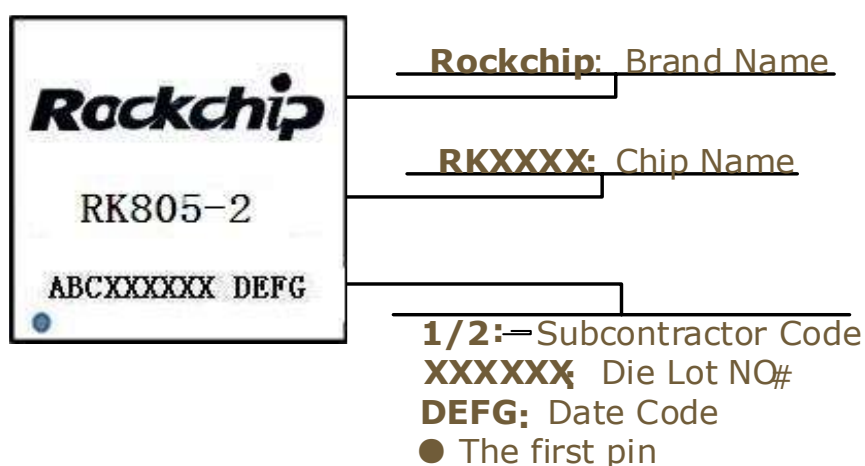 Rockchip
RK805-2
ABCXXXXXX DEFG
Rockchip: Brand Name
RKXXXX: Chip Name
1/2: Subcontractor Code
XXXXXX: Die Lot NO#
DEFG: Date Code
● The first pin